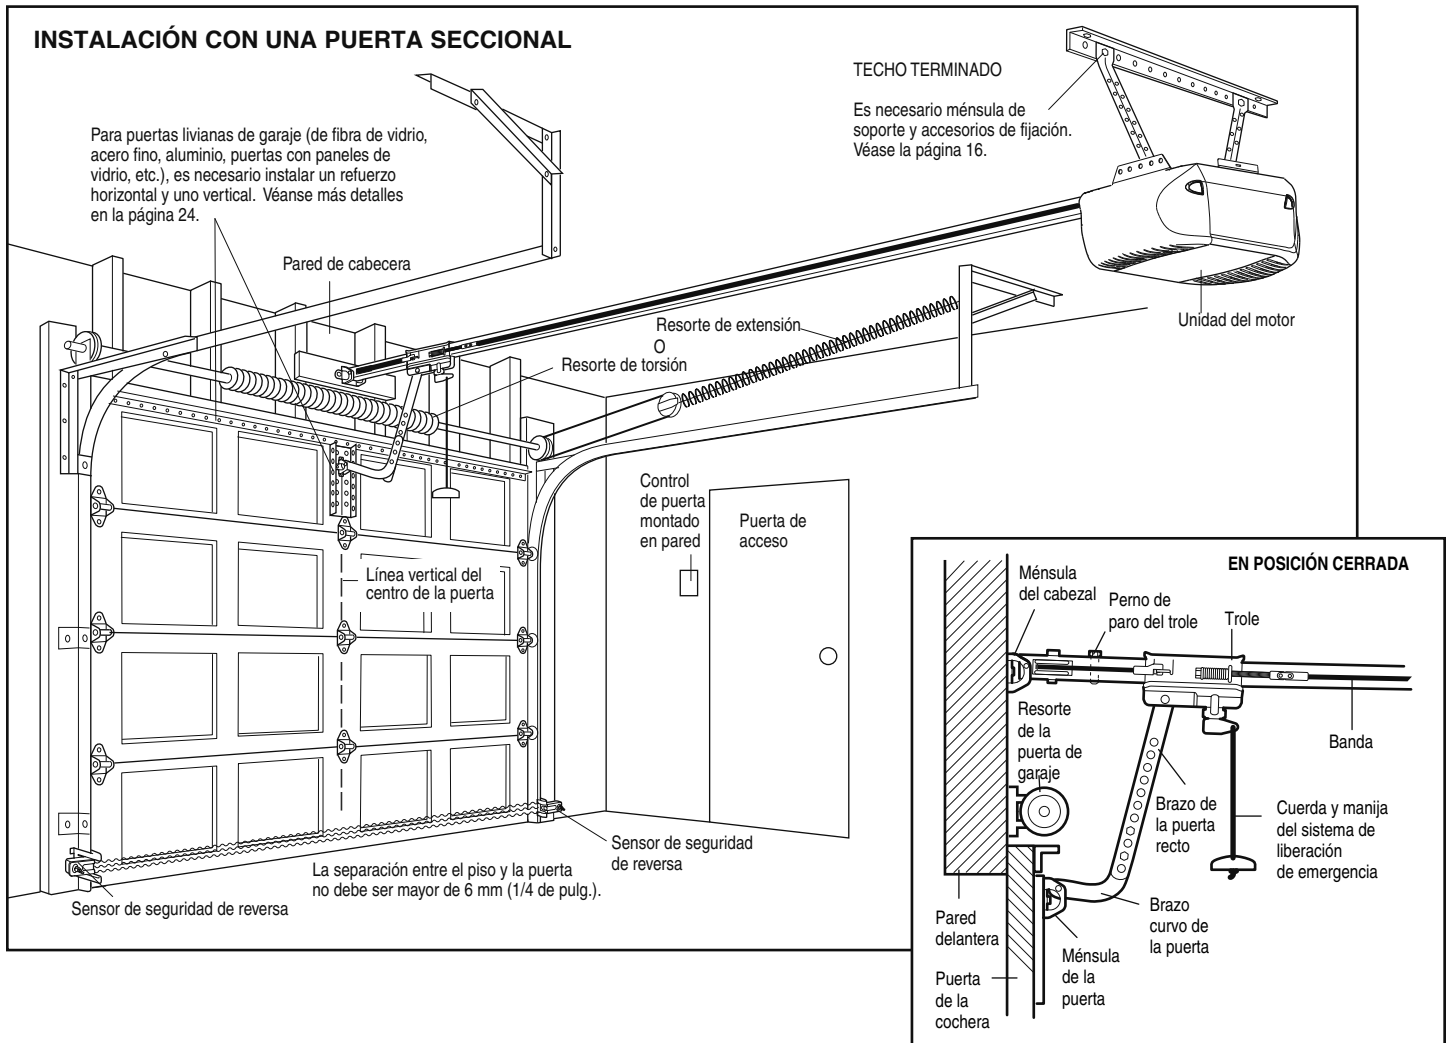 INSTALACIÓN CON UNA PUERTA SECCIONAL
TECHO TERMINADO
Es necesario ménsula de
soporte y accesorios de fijación.
Véase la página 16.
Para puertas livianas de garaje (de fibra de vidrio,
acero fino, aluminio, puertas con paneles de
vidrio, etc.), es necesario instalar un refuerzo
horizontal y uno vertical. Véanse más detalles
en la página 24.
Pared de cabecera
Resorte de extensión
O
Resorte de torsión
Unidad del motor
Control
de puerta
montado
en pared
Puerta de
acceso
Línea vertical del
centro de la puerta
Sensor de seguridad
de reversa
La separación entre el piso y la puerta
no debe ser mayor de 6 mm (1/4 de pulg.).
Sensor de seguridad de reversa
EN POSICIÓN CERRADA
Ménsula
del cabezal
Perno de
paro del trole
Trole
Resorte
de la
puerta de
garaje
Banda
Brazo de
la puerta
recto
Cuerda y manija
del sistema de
liberación
de emergencia
Pared
delantera
Brazo
curvo de
la puerta
Ménsula
de la
puerta
Puerta
de la
cochera